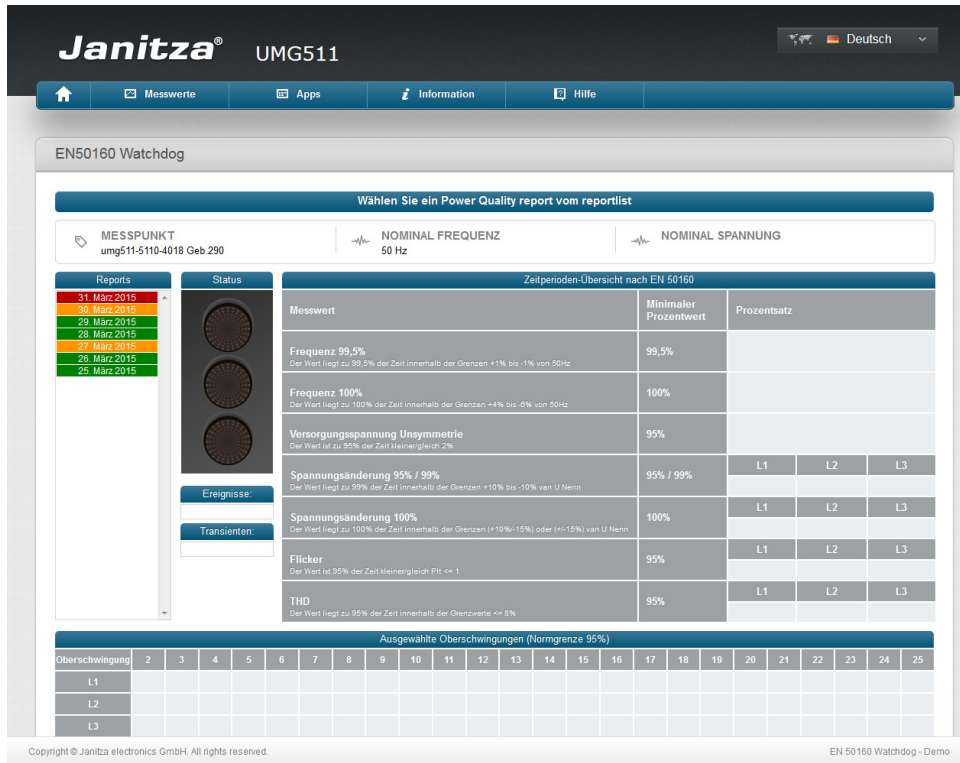 Janitza® UMG511
Deutsch
Messwerte Apps Information Hilfe
EN50160 Watchdog
Wählen Sie ein Power Quality report vom reportlist
MESSPUNKT
umg511-5110-4018 Geb.290
NOMINAL FREQUENZ
50 Hz
NOMINAL SPANNUNG
Reports
31. März 2015
30. März 2015
29. März 2015
28. März 2015
27. März 2015
26. März 2015
25. März 2015
Status
Ereignisse:
Transienten:
Zeitperioden-Übersicht nach EN 50160
Messwert Minimaler Prozentwert Prozentsatz
Frequenz 99,5% 99,5%
Der Wert liegt zu 99,5% der Zeit innerhalb der Grenzen +1% bis -1% von 50Hz
Frequenz 100% 100%
Der Wert liegt zu 100% der Zeit innerhalb der Grenzen +4% bis -6% von 50Hz
Versorgungsspannung Unsymmetrie 95%
Der Wert ist zu 95% der Zeit kleiner/gleich 2%
Spannungsänderung 95% / 99% 95% / 99% L1 L2 L3
Der Wert liegt zu 99% der Zeit innerhalb der Grenzen +10% bis -10% van U Nenn
Spannungsänderung 100% 100% L1 L2 L3
Der Wert liegt zu 100% der Zeit innerhalb der Grenzen (+10%/-15%) oder (+/-15%) van U Nenn
Flicker 95% L1 L2 L3
Der Wert ist 95% der Zeit kleiner/gleich Plt <= 1
THD 95% L1 L2 L3
Der Wert liegt zu 95% der Zeit innerhalb der Grenzwerte <= 8%
Ausgewählte Oberschwingungen (Normgrenze 95%)
Oberschwingung 2 3 4 5 6 7 8 9 10 11 12 13 14 15 16 17 18 19 20 21 22 23 24 25
L1
L2
L3
Copyright © Janitza electronics GmbH. All rights reserved.
EN 50160 Watchdog - Demo